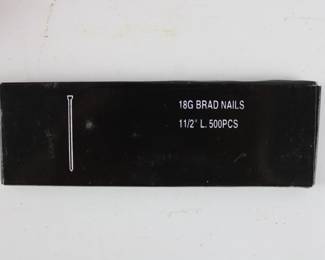 18G BRAD NAILS
11/2" L. 500PCS